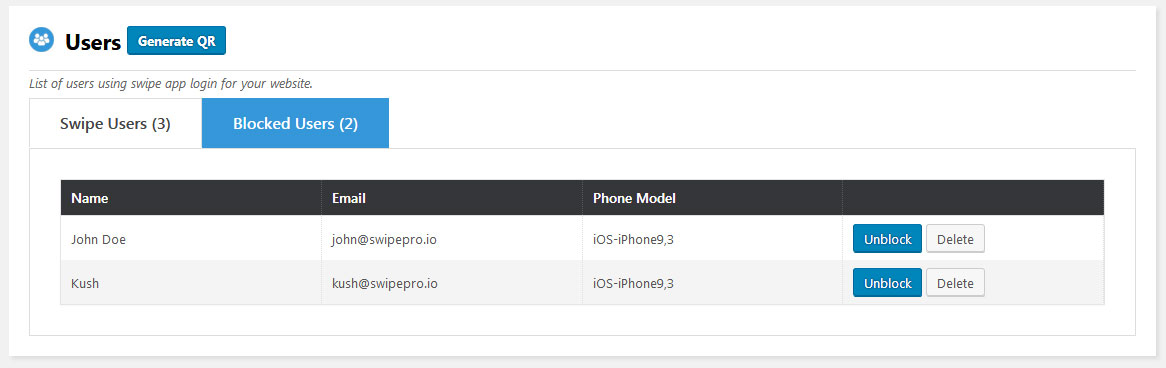 Users Generate QR
List of users using swipe app login for your website.
Swipe Users (3) Blocked Users (2)
Name Email Phone Model
John Doe john@swipepro.io iOS-iPhone9,3 Unblock Delete
Kush kush@swipepro.io iOS-iPhone9,3 Unblock Delete